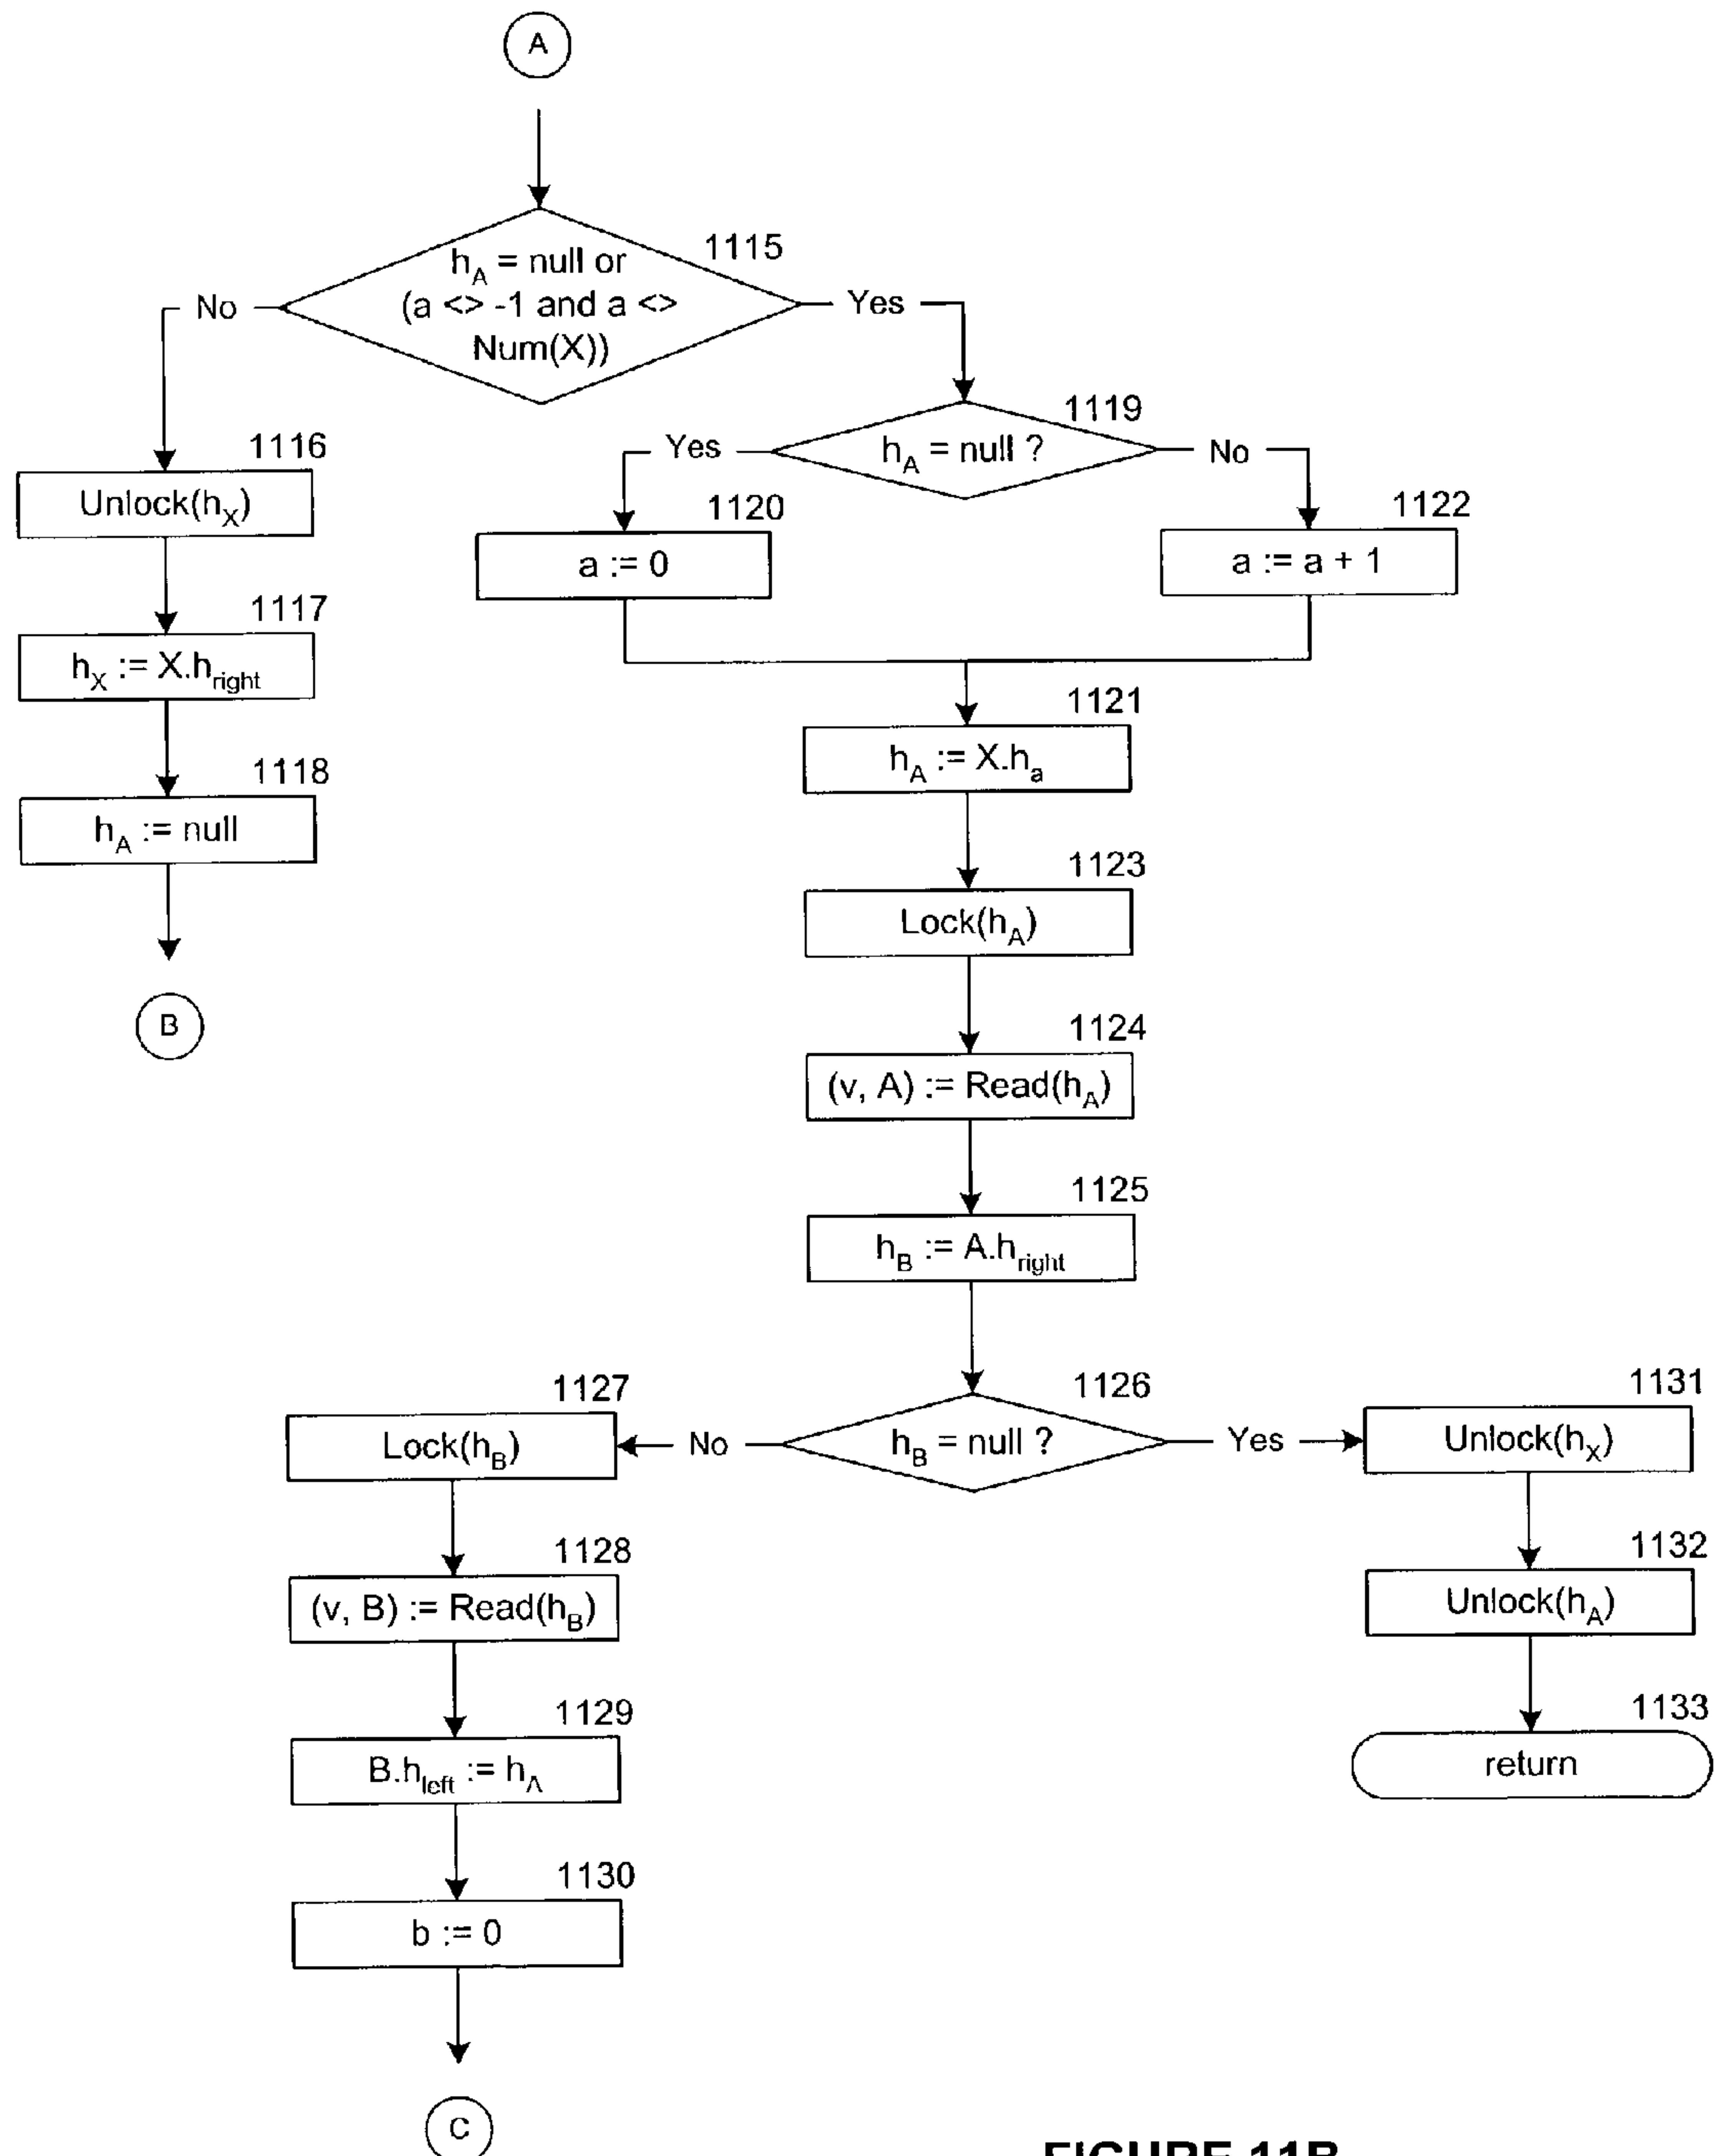 A
1115
h_A = null or
(a <> -1 and a <>
Num(X))
No
Yes
1119
h_A = null ?
Yes
No
1116
Unlock(h_X)
1120
a := 0
1122
a := a + 1
1117
h_X := X.h_right
1121
h_A := X.h_a
1118
h_A := null
1123
Lock(h_A)
B
1124
(v, A) := Read(h_A)
1125
h_B := A.h_right
1126
h_B = null ?
No
Yes
1127
Lock(h_B)
1131
Unlock(h_X)
1128
(v, B) := Read(h_B)
1132
Unlock(h_A)
1129
B.h_left := h_A
1133
return
1130
b := 0
C
FIGURE 11B